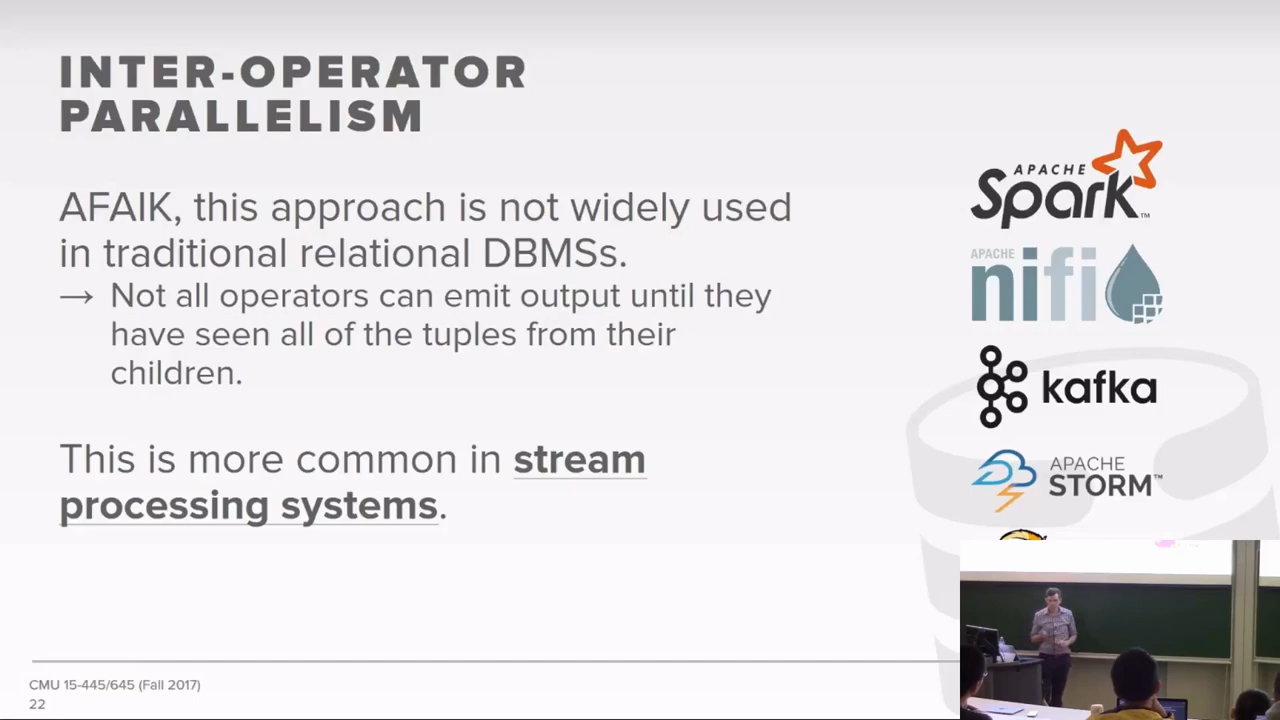 INTER-OPERATOR
PARALLELISM
AFAIK, this approach is not widely used
in traditional relational DBMSs.
→ Not all operators can emit output until they
have seen all of the tuples from their
children.
This is more common in stream
processing systems.
APACHE
Spark™
APACHE
nifi
kafka
APACHE
STORM™
CMU 15-445/645 (Fall 2017)
22